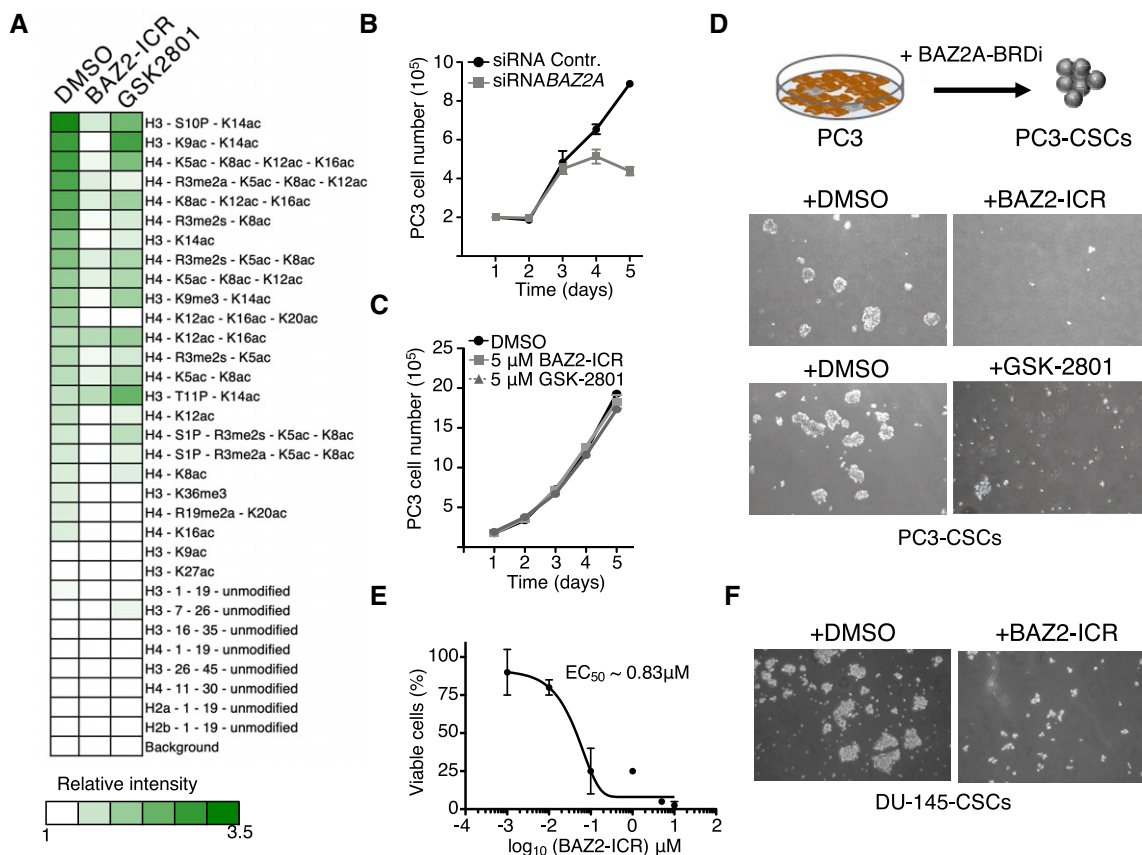 A
DMSO
BAZ2-ICR
GSK2801
H3 - S10P - K14ac
H3 - K9ac - K14ac
H4 - K5ac - K8ac - K12ac - K16ac
H4 - R3me2a - K5ac - K8ac - K12ac
H4 - K8ac - K12ac - K16ac
H4 - R3me2s - K8ac
H3 - K14ac
H4 - R3me2s - K5ac - K8ac
H4 - K5ac - K8ac - K12ac
H3 - K9me3 - K14ac
H4 - K12ac - K16ac - K20ac
H4 - K12ac - K16ac
H4 - R3me2s - K5ac
H4 - K5ac - K8ac
H3 - T11P - K14ac
H4 - K12ac
H4 - S1P - R3me2s - K5ac - K8ac
H4 - S1P - R3me2a - K5ac - K8ac
H4 - K8ac
H3 - K36me3
H4 - R19me2a - K20ac
H4 - K16ac
H3 - K9ac
H3 - K27ac
H3 - 1 - 19 - unmodified
H3 - 7 - 26 - unmodified
H3 - 16 - 35 - unmodified
H4 - 1 - 19 - unmodified
H3 - 26 - 45 - unmodified
H4 - 11 - 30 - unmodified
H2a - 1 - 19 - unmodified
H2b - 1 - 19 - unmodified
Background
Relative intensity
1
3.5
B
siRNA Contr.
siRNABAZ2A
PC3 cell number (10⁵)
10
8
6
4
2
1 2 3 4 5
Time (days)
C
DMSO
5 µM BAZ2-ICR
5 µM GSK-2801
PC3 cell number (10⁵)
25
20
15
10
5
0
1 2 3 4 5
Time (days)
D
+ BAZ2A-BRDi
PC3
PC3-CSCs
+DMSO
+BAZ2-ICR
+DMSO
+GSK-2801
PC3-CSCs
E
EC₅₀ ~ 0.83µM
Viable cells (%)
100
75
50
25
0
-4 -3 -2 -1 0 1 2
log₁₀ (BAZ2-ICR) µM
F
+DMSO
+BAZ2-ICR
DU-145-CSCs